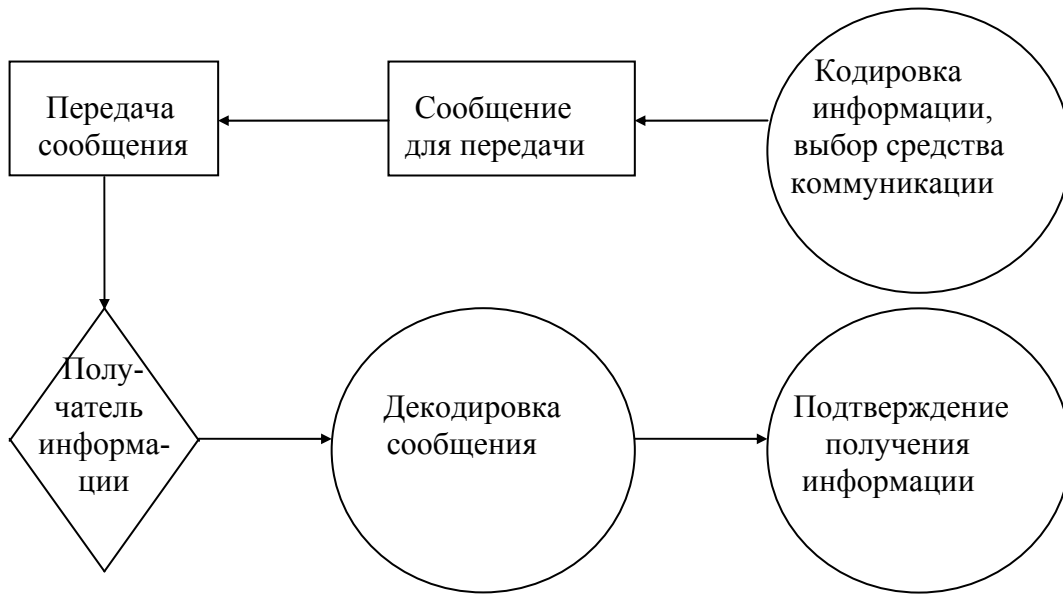 Передача
сообщения
Сообщение
для передачи
Кодировка
информации,
выбор средства
коммуникации
Полу-
чатель
информа-
ции
Декодировка
сообщения
Подтверждение
получения
информации